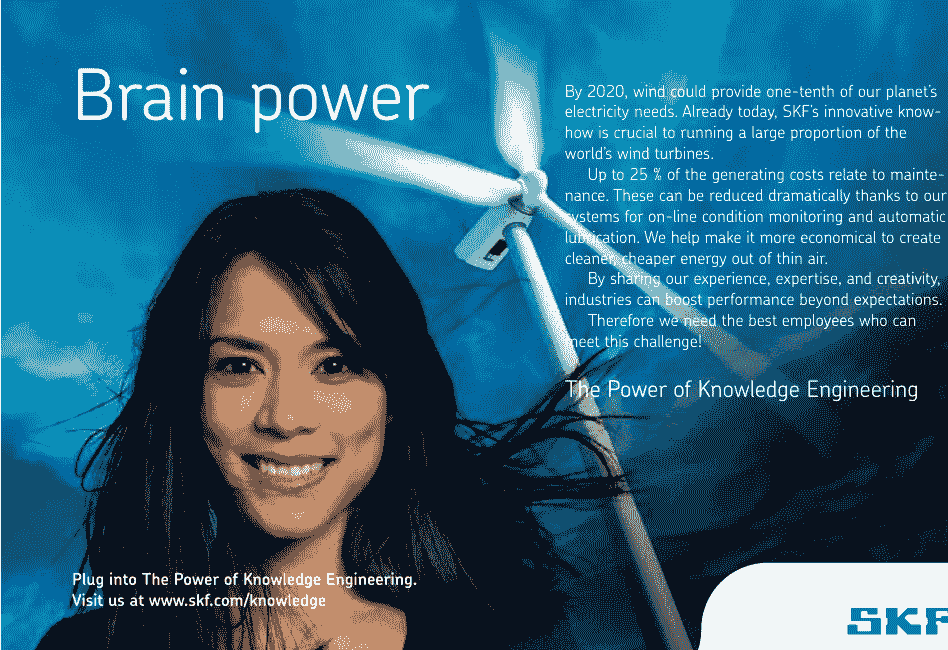 Brain power
By 2020, wind could provide one-tenth of our planet's
electricity needs. Already today, SKF's innovative know-
how is crucial to running a large proportion of the
world's wind turbines.
Up to 25 % of the generating costs relate to mainte-
nance. These can be reduced dramatically thanks to our
systems for on-line condition monitoring and automatic
lubrication. We help make it more economical to create
cleaner, cheaper energy out of thin air.
By sharing our experience, expertise, and creativity,
industries can boost performance beyond expectations.
Therefore we need the best employees who can
meet this challenge!
The Power of Knowledge Engineering
Plug into The Power of Knowledge Engineering.
Visit us at www.skf.com/knowledge
SKF